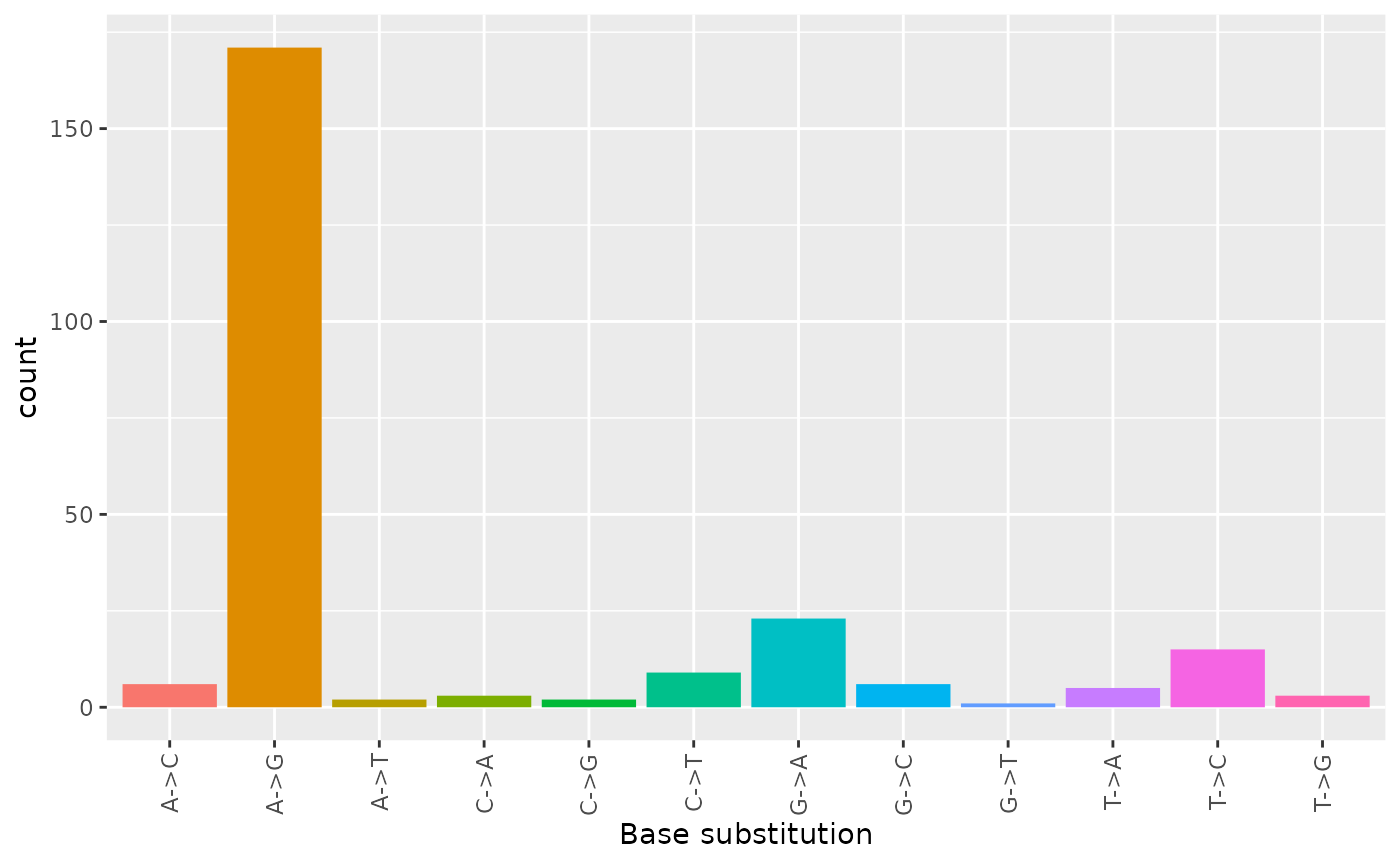 count
150
100
50
0
A->C
A->G
A->T
C->A
C->G
C->T
G->A
G->C
G->T
T->A
T->C
T->G
Base substitution